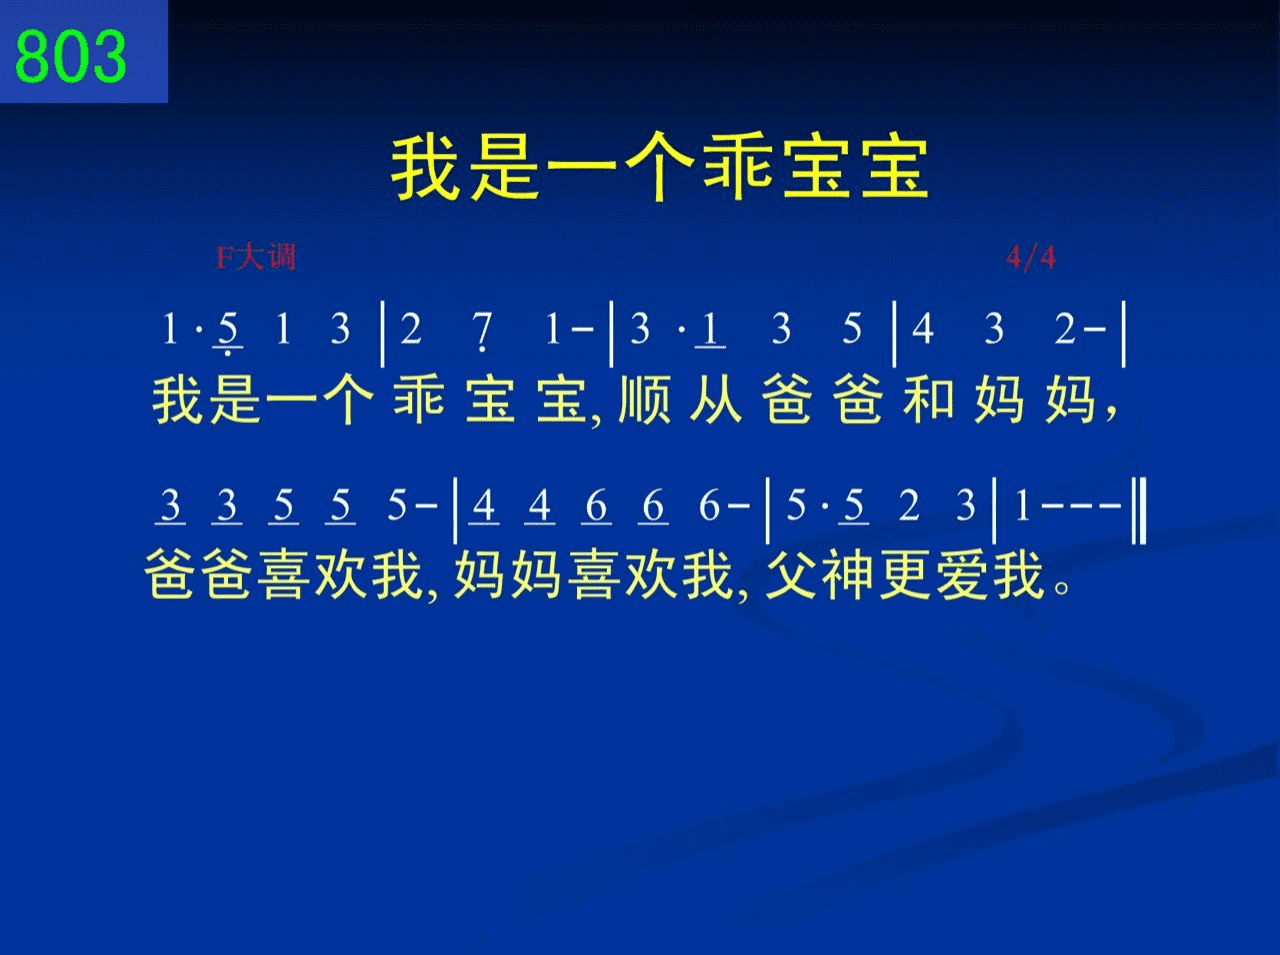 803
我是一个乖宝宝
F大调 4/4
1·5̣ 1 3|2 7̣ 1-|3·1 3 5|4 3 2-|
我是一个乖宝宝,顺从爸爸和妈妈，
3 3 5 5 5-|4 4 6 6 6-|5·5 2 3|1---‖
爸爸喜欢我,妈妈喜欢我,父神更爱我。